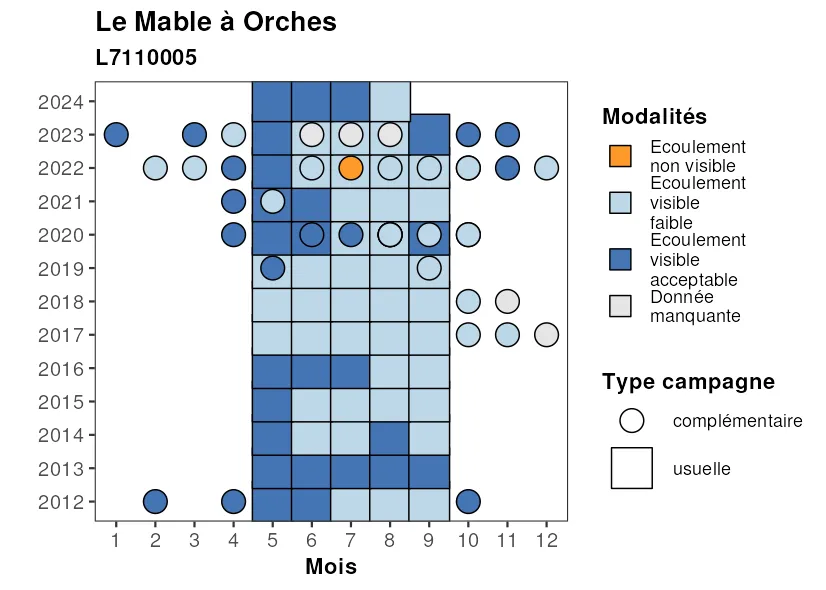 Le Mable à Orches
L7110005
2024
2023
2022
2021
2020
2019
2018
2017
2016
2015
2014
2013
2012
1 2 3 4 5 6 7 8 9 10 11 12
Mois
Modalités
Ecoulement
non visible
Ecoulement
visible
faible
Ecoulement
visible
acceptable
Donnée
manquante
Type campagne
complémentaire
usuelle